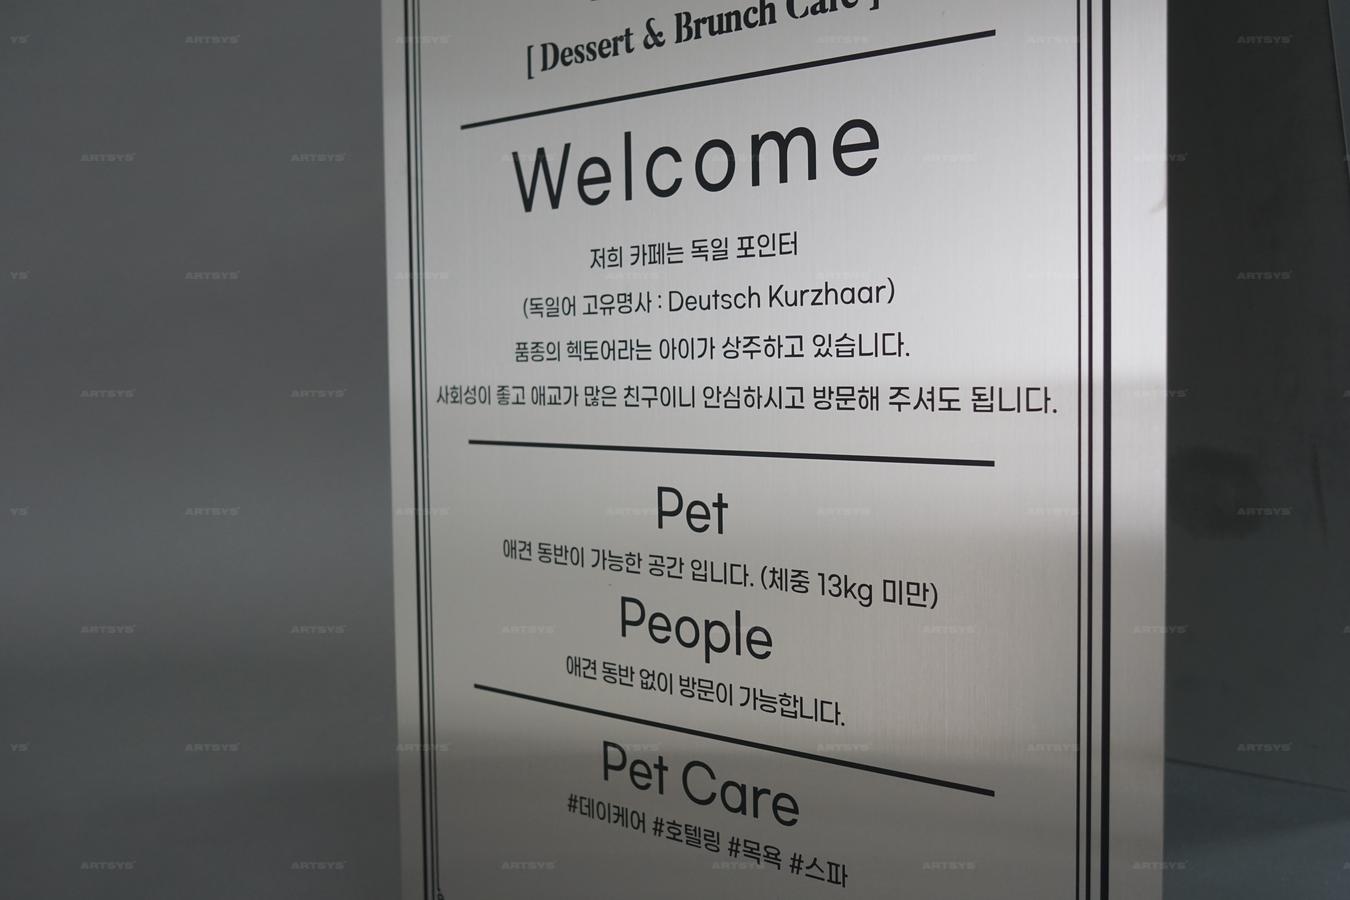 [ Dessert & Brunch Cafe ]
Welcome
저희 카페는 독일 포인터
(독일어 고유명사 : Deutsch Kurzhaar)
품종의 헥토어라는 아이가 상주하고 있습니다.
사회성이 좋고 애교가 많은 친구이니 안심하시고 방문해 주셔도 됩니다.
Pet
애견 동반이 가능한 공간 입니다. (체중 13kg 미만)
People
애견 동반 없이 방문이 가능합니다.
Pet Care
#데이케어 #호텔링 #목욕 #스파